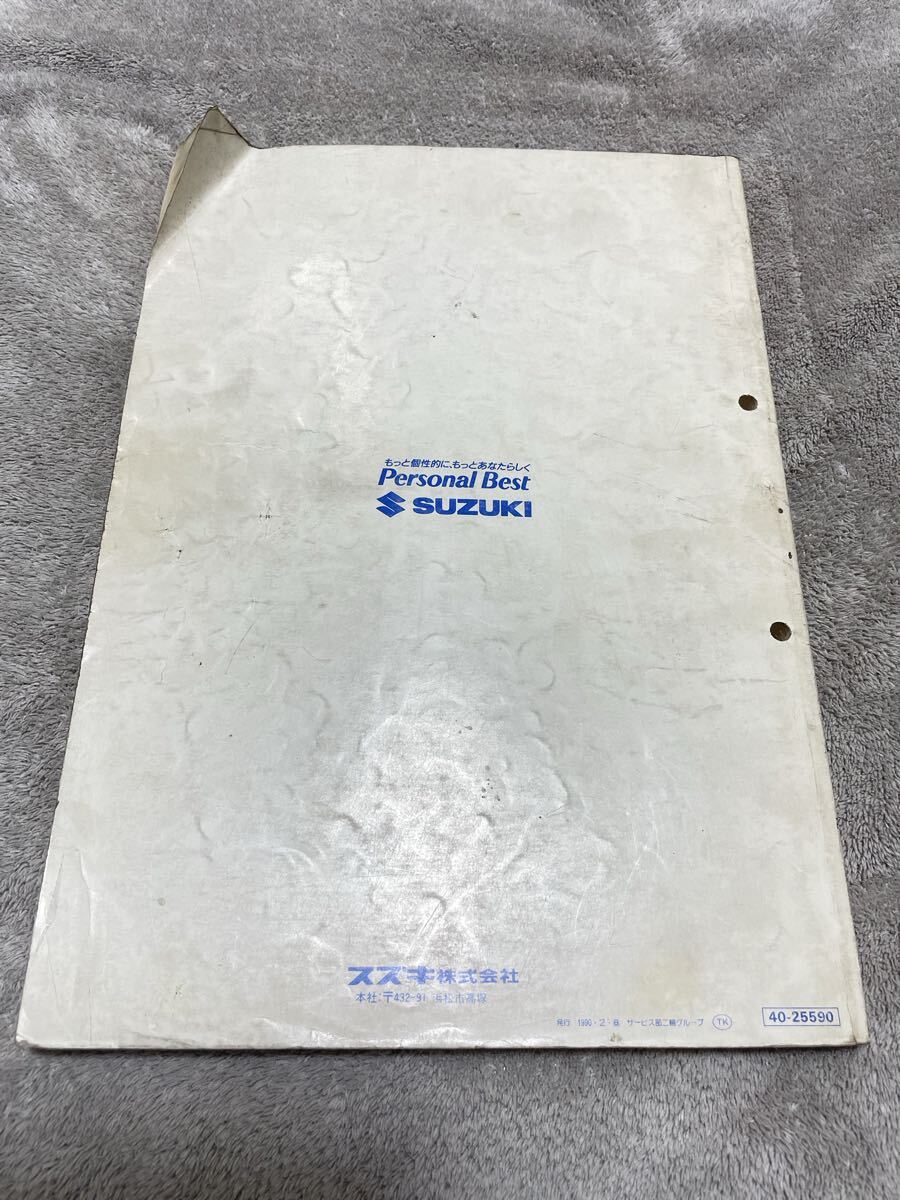 もっと個性的に、もっとあなたらしく
Personal Best
SUZUKI
スズキ株式会社
本社:〒432-91 浜松市高塚
発行 1990・2・ サービス部二輪グループ TK
40-25590